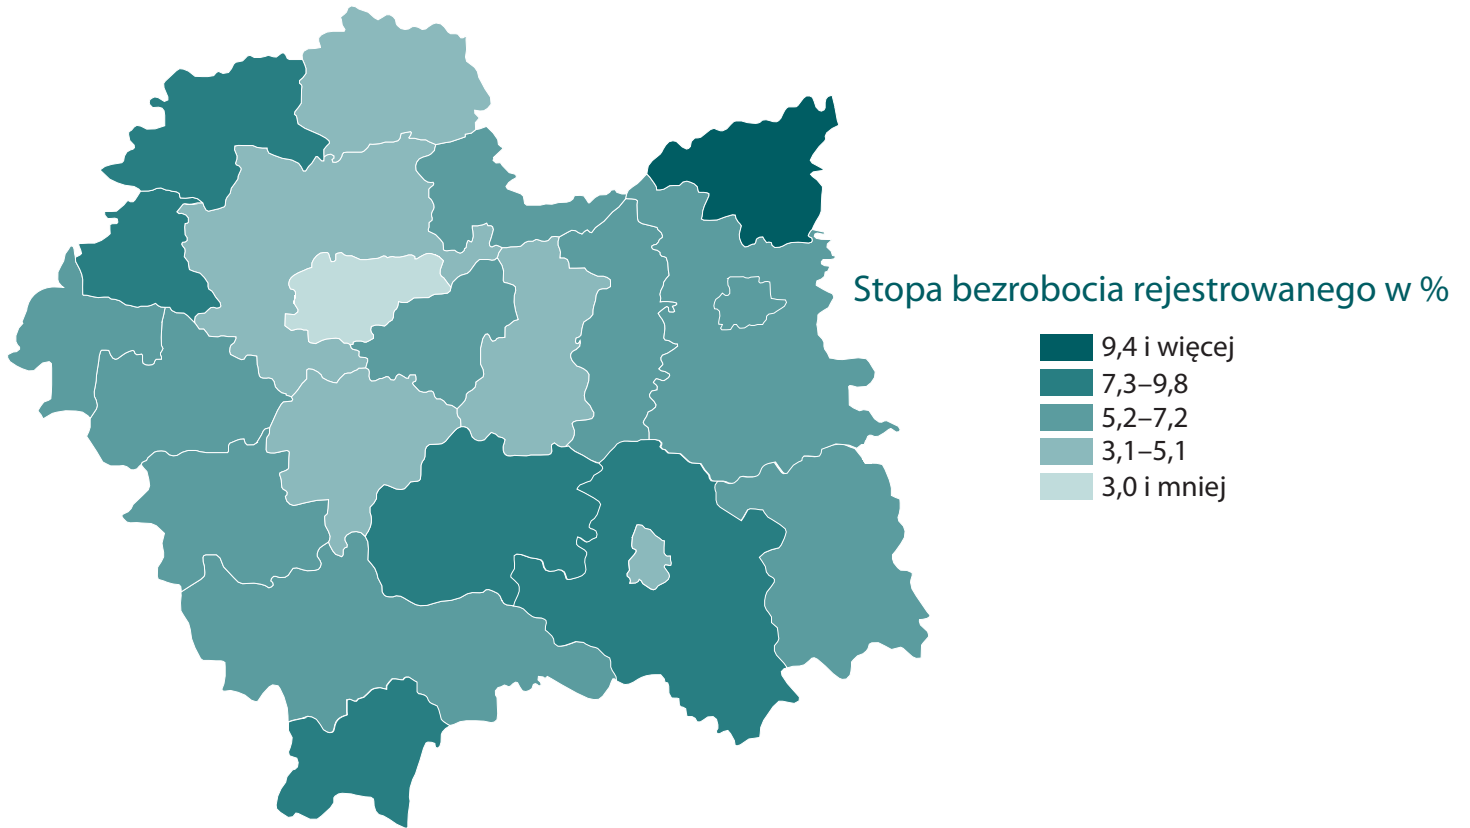 Stopa bezrobocia rejestrowanego w %
9,4 i więcej
7,3–9,8
5,2–7,2
3,1–5,1
3,0 i mniej